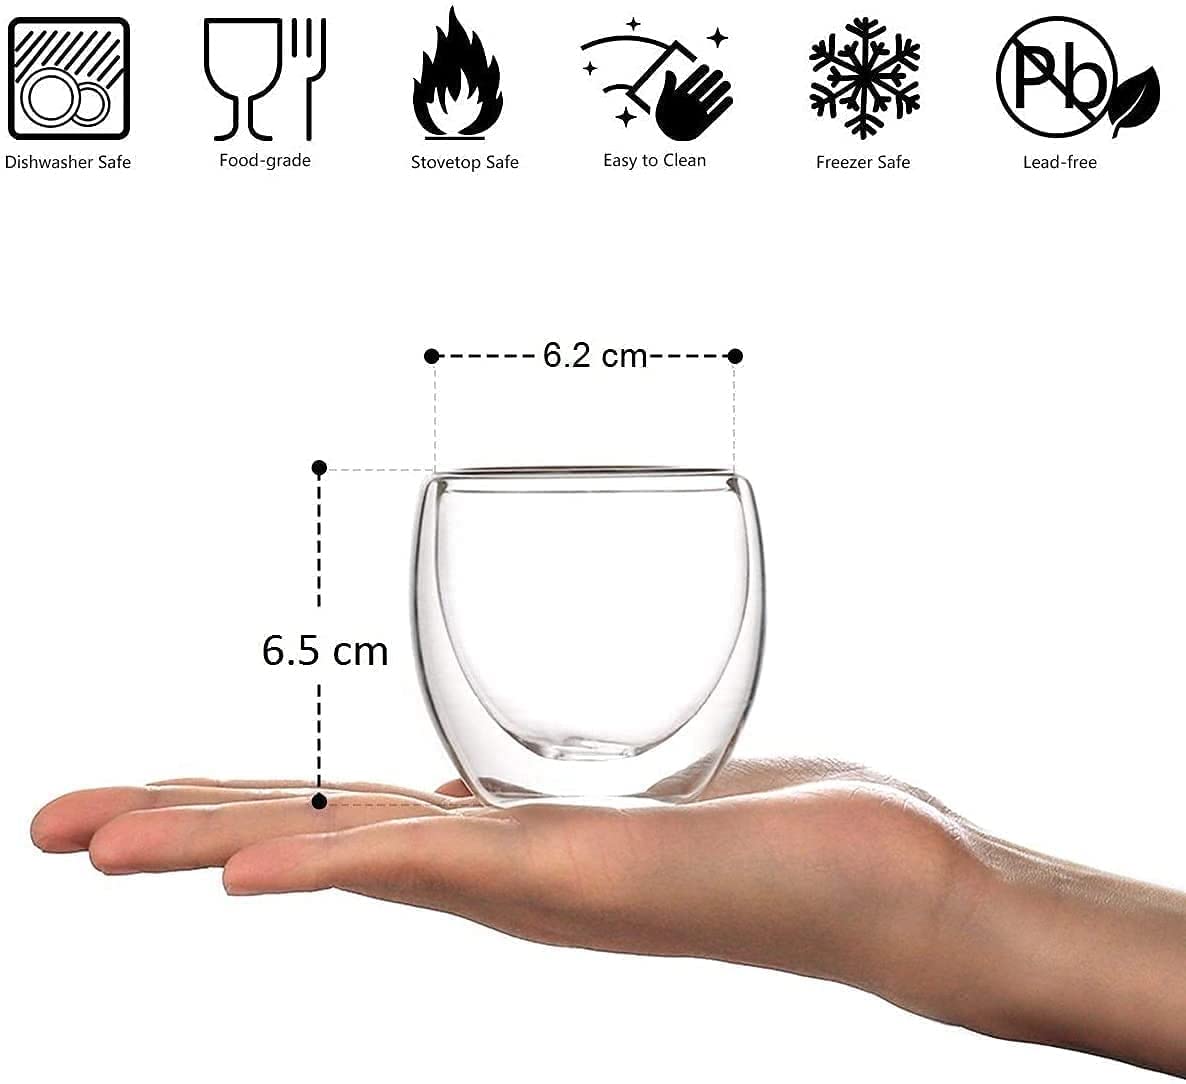 Pb
Dishwasher Safe
Food-grade
Stovetop Safe
Easy to Clean
Freezer Safe
Lead-free
6.2 cm
6.5 cm